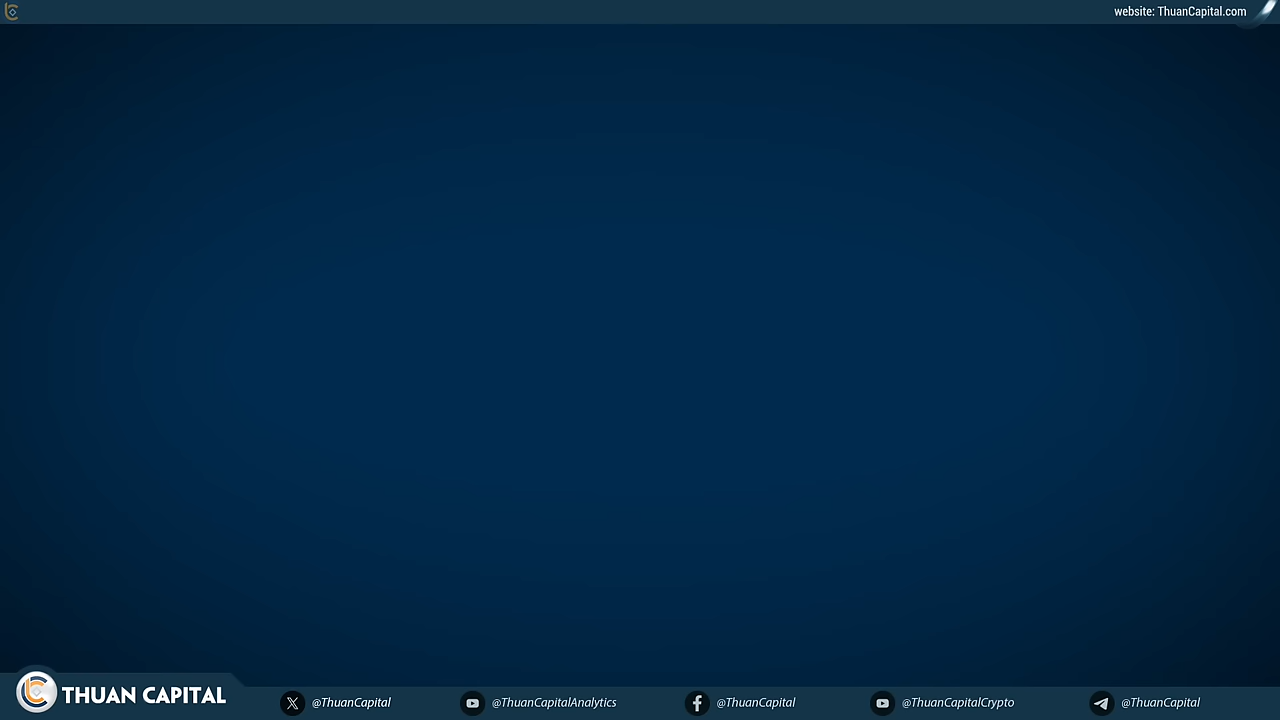 website: ThuanCapital.com
THUAN CAPITAL
@ThuanCapital
@ThuanCapitalAnalytics
@ThuanCapital
@ThuanCapitalCrypto
@ThuanCapital